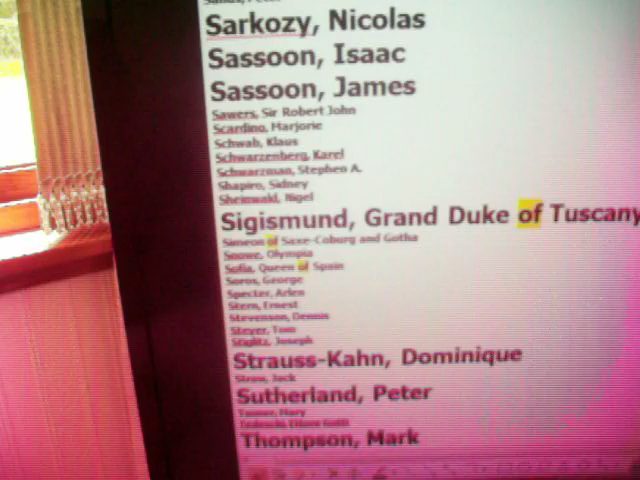 Sarkozy, Nicolas
Sassoon, Isaac
Sassoon, James
Sawers, Sir Robert John
Scardino, Marjorie
Schwab, Klaus
Schwarzenberg, Karel
Schwarzman, Stephen A.
Shapiro, Sidney
Sheinwald, Nigel
Sigismund, Grand Duke of Tuscany
Simeon of Saxe-Coburg and Gotha
Snowe, Olympia
Sofía, Queen of Spain
Soros, George
Specter, Arlen
Stern, Ernest
Stevenson, Dennis
Steyer, Tom
Stiglitz, Joseph
Strauss-Kahn, Dominique
Straw, Jack
Sutherland, Peter
Tanner, Mary
Thompson, Mark